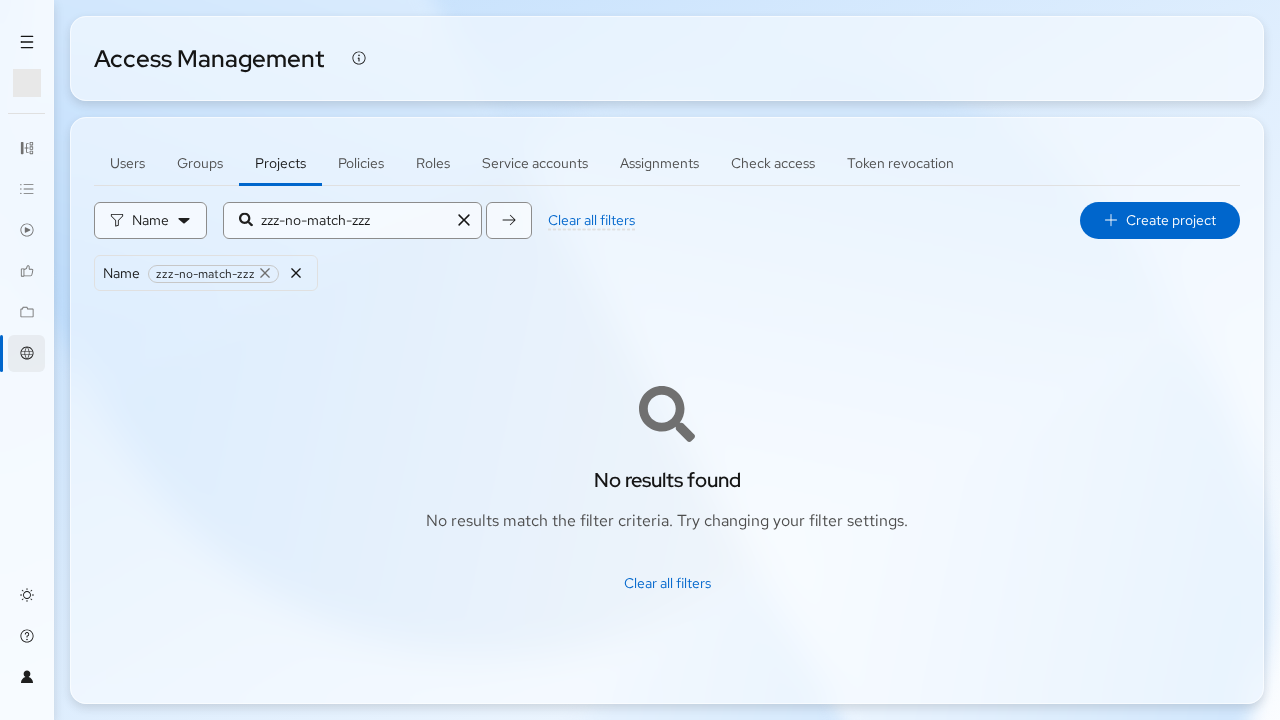 Access Management
Users Groups Projects Policies Roles Service accounts Assignments Check access Token revocation
Name zzz-no-match-zzz Clear all filters Create project
Name zzz-no-match-zzz
No results found
No results match the filter criteria. Try changing your filter settings.
Clear all filters